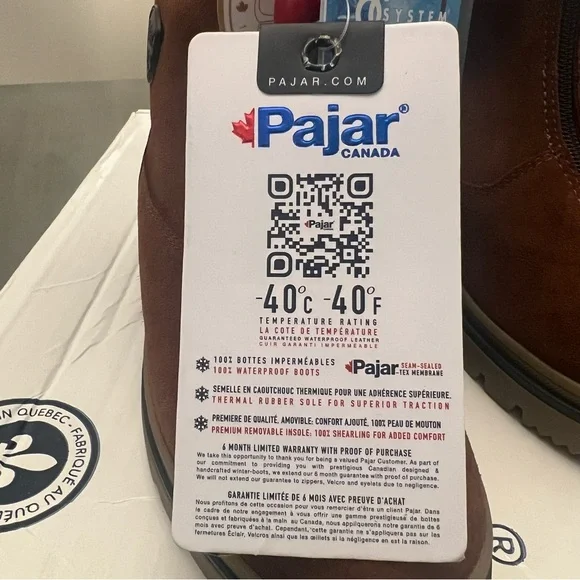 SYSTEM
PAJAR.COM
Pajar®
CANADA
Pajar
-40°C -40°F
TEMPERATURE RATING
LA COTE DE TEMPÉRATURE
GUARANTEED WATERPROOF LEATHER
CUIR GARANTI IMPERMÉABLE
100% BOTTES IMPERMÉABLES
100% WATERPROOF BOOTS
Pajar SEAM-SEALED
-TEX MEMBRANE
SEMELLE EN CAOUTCHOUC THERMIQUE POUR UNE ADHÉRENCE SUPÉRIEURE.
THERMAL RUBBER SOLE FOR SUPERIOR TRACTION
PREMIERE DE QUALITÉ, AMOVIBLE; CONFORT AJOUTÉ, 100% PEAU DE MOUTON
PREMIUM REMOVABLE INSOLE; 100% SHEARLING FOR ADDED COMFORT
6 MONTH LIMITED WARRANTY WITH PROOF OF PURCHASE
We take this opportunity to thank you for being a valued Pajar Customer. As part of
our commitment to providing you with prestigious Canadian designed &
handcrafted winter-boots, we extend our 6 month guarantee with proof of purchase.
We will not extend our guarantee to zippers, Velcro and eyelets due to negligence.
GARANTIE LIMITÉE DE 6 MOIS AVEC PREUVE D'ACHAT
Nous profitons de cette occasion pour vous remercier d'être un client Pajar. Dans
le cadre de notre engagement à vous offrir une gamme prestigieuse de bottes
conçues et fabriquées à la main au Canada, nous appliquerons notre garantie de 6
mois avec preuve d'achat. Cependant, cette garantie ne s'appliquera pas sur les
fermetures Éclair, Velcros ainsi que les œillets si la négligence en est la raison.
IN QUEBEC • FABRIQUÉ AU QUÉB
R